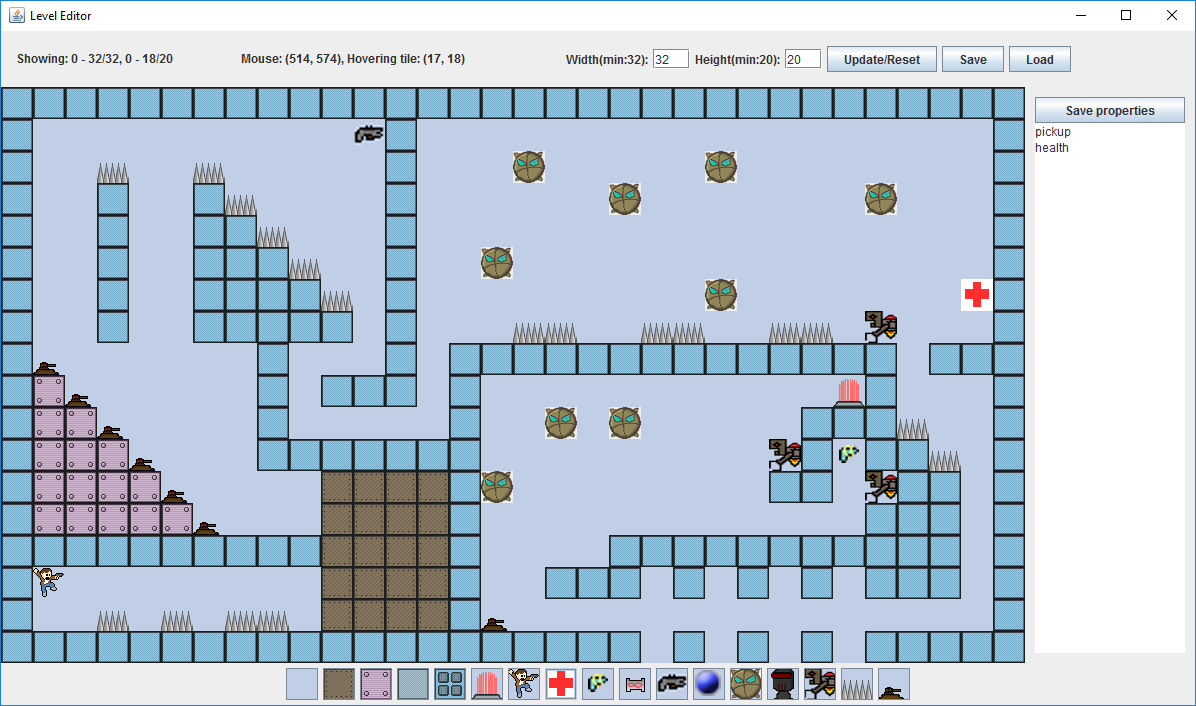 Level Editor
Showing: 0 - 32/32, 0 - 18/20
Mouse: (514, 574), Hovering tile: (17, 18)
Width(min:32): 32
Height(min:20): 20
Update/Reset
Save
Load
Save properties
pickup
health